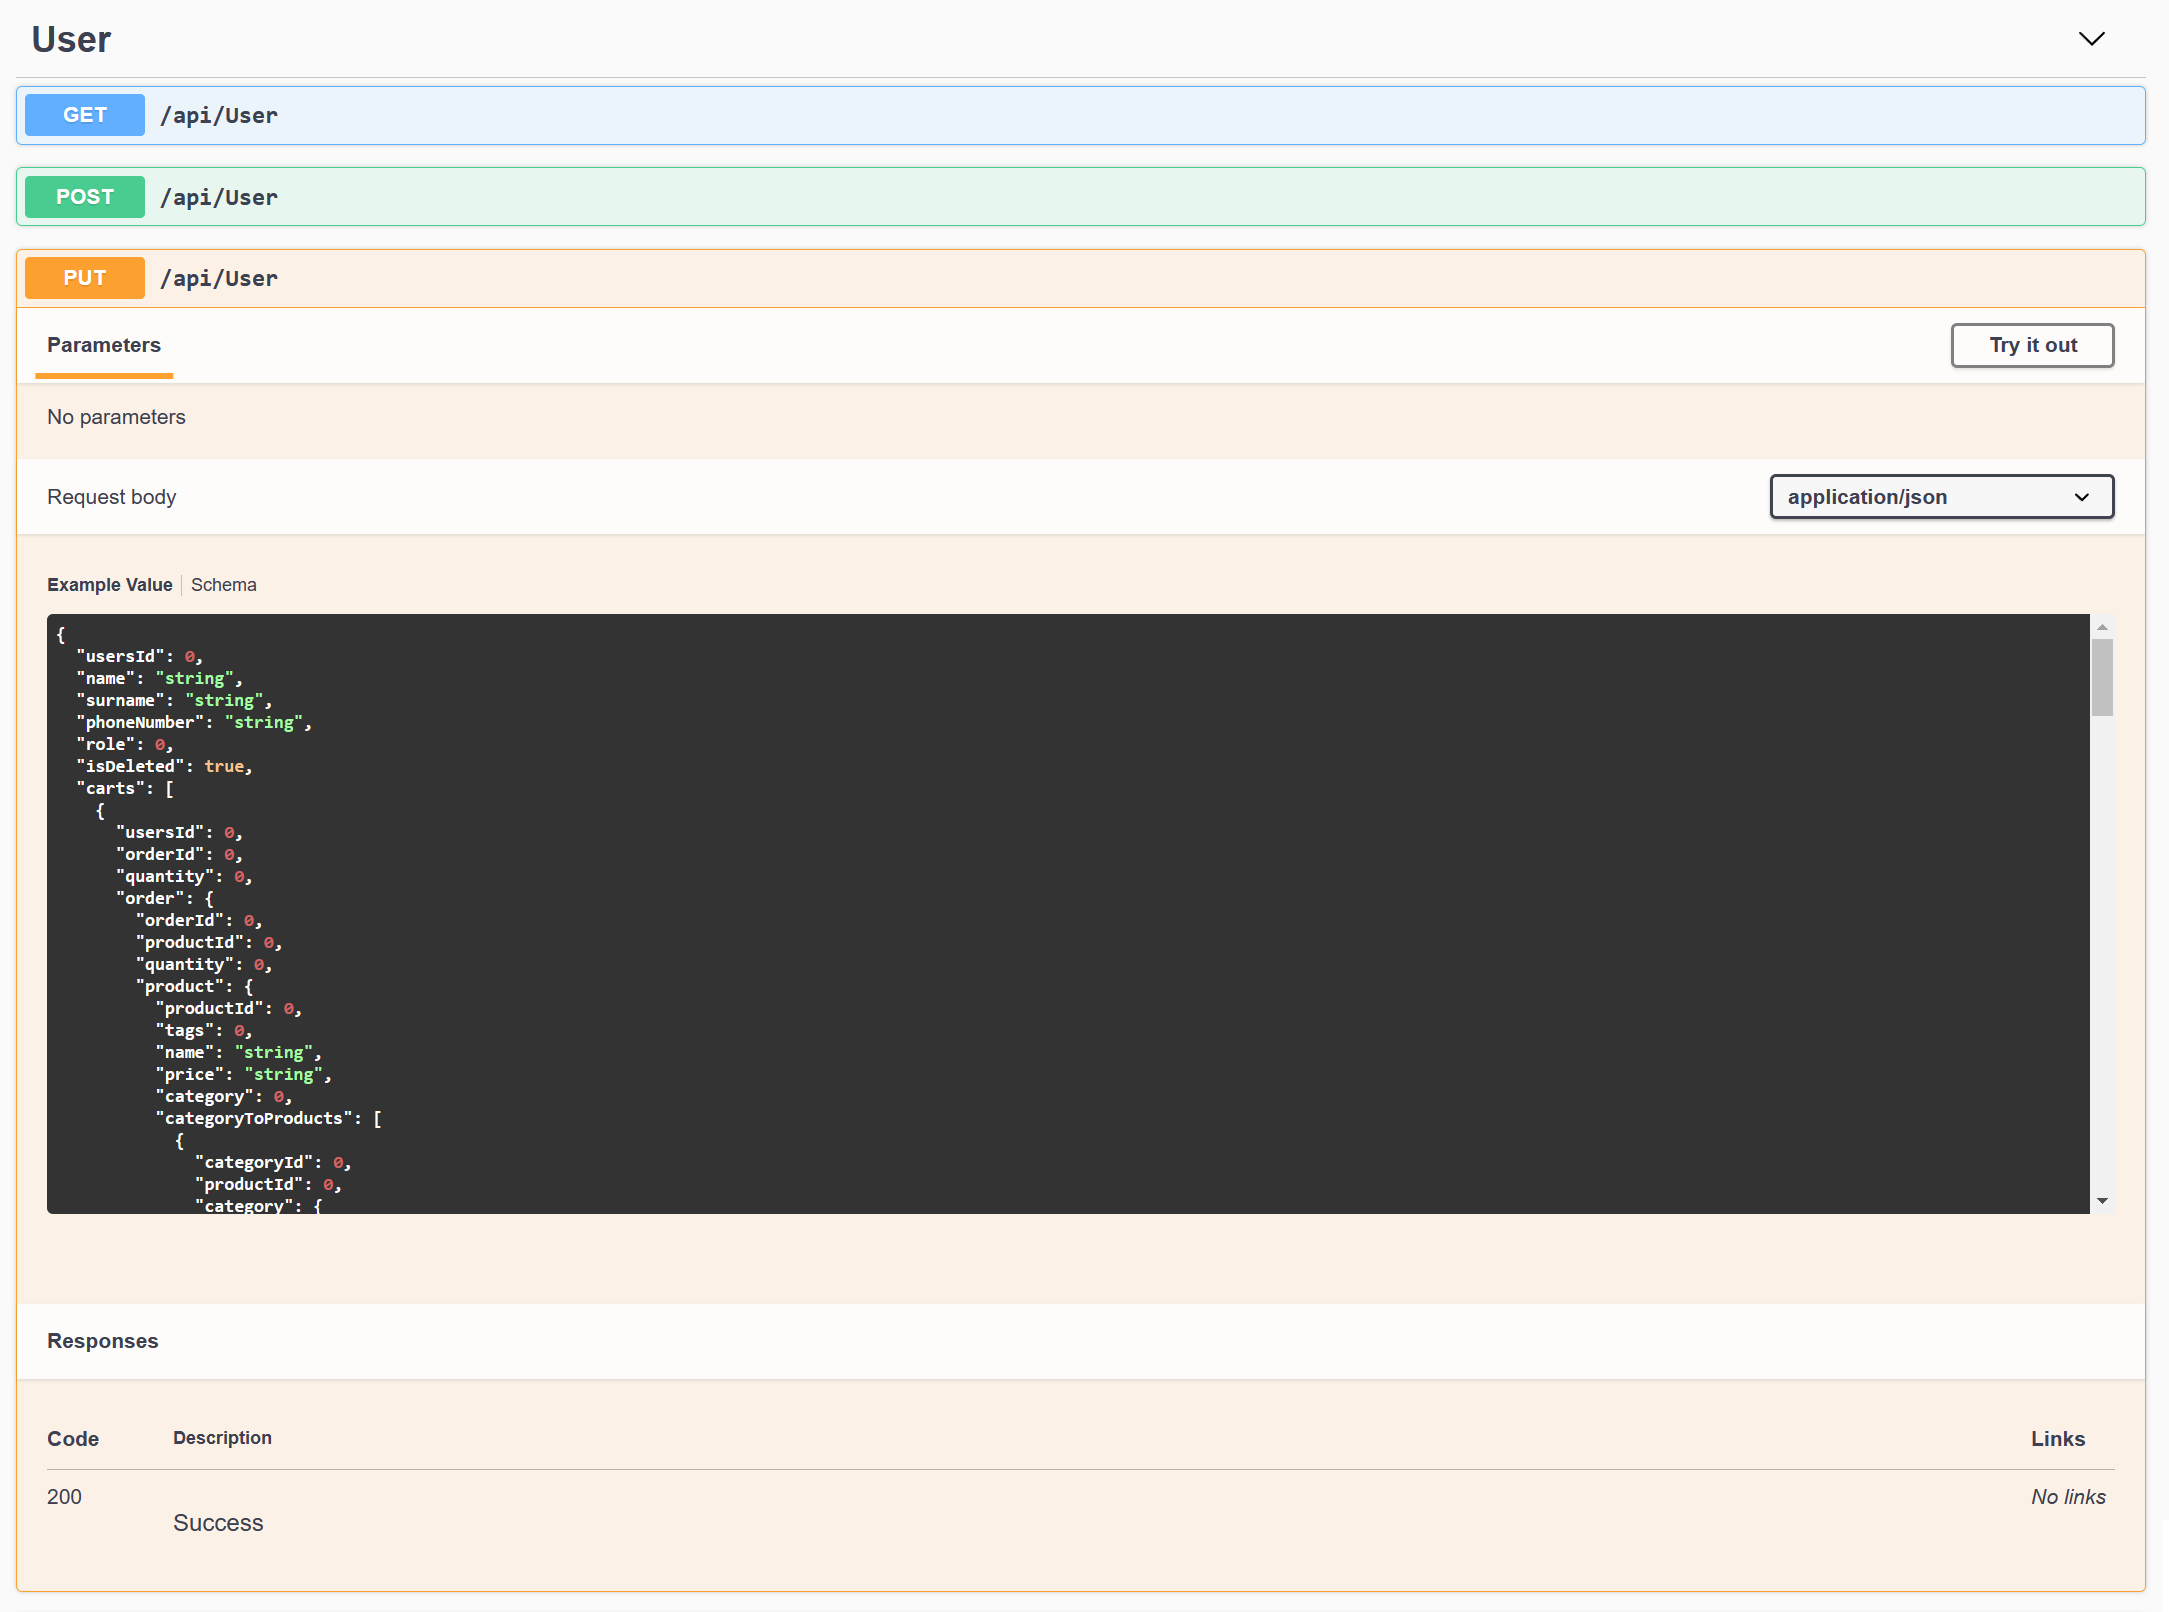 User
GET /api/User
POST /api/User
PUT /api/User
Parameters
Try it out
No parameters
Request body
application/json
Example Value Schema
{
  "usersId": 0,
  "name": "string",
  "surname": "string",
  "phoneNumber": "string",
  "role": 0,
  "isDeleted": true,
  "carts": [
    {
      "usersId": 0,
      "orderId": 0,
      "quantity": 0,
      "order": {
        "orderId": 0,
        "productId": 0,
        "quantity": 0,
        "product": {
          "productId": 0,
          "tags": 0,
          "name": "string",
          "price": "string",
          "category": 0,
          "categoryToProducts": [
            {
              "categoryId": 0,
              "productId": 0,
              "category": {
Responses
Code Description Links
200 No links
Success